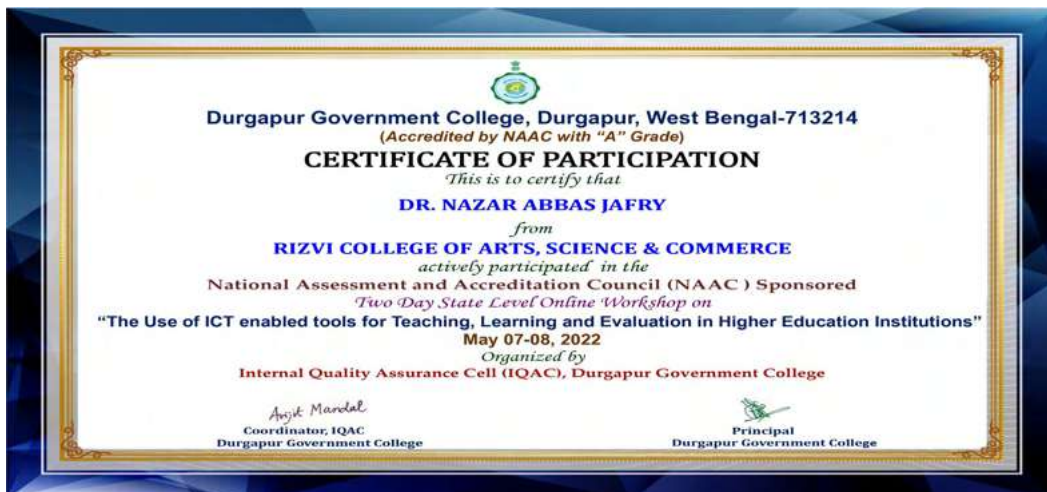 Durgapur Government College, Durgapur, West Bengal-713214
(Accredited by NAAC with “A” Grade)
CERTIFICATE OF PARTICIPATION
This is to certify that
DR. NAZAR ABBAS JAFRY
from
RIZVI COLLEGE OF ARTS, SCIENCE & COMMERCE
actively participated in the
National Assessment and Accreditation Council (NAAC ) Sponsored
Two Day State Level Online Workshop on
“The Use of ICT enabled tools for Teaching, Learning and Evaluation in Higher Education Institutions”
May 07-08, 2022
Organized by
Internal Quality Assurance Cell (IQAC), Durgapur Government College
Arijit Mandal
Coordinator, IQAC
Durgapur Government College
Principal
Durgapur Government College